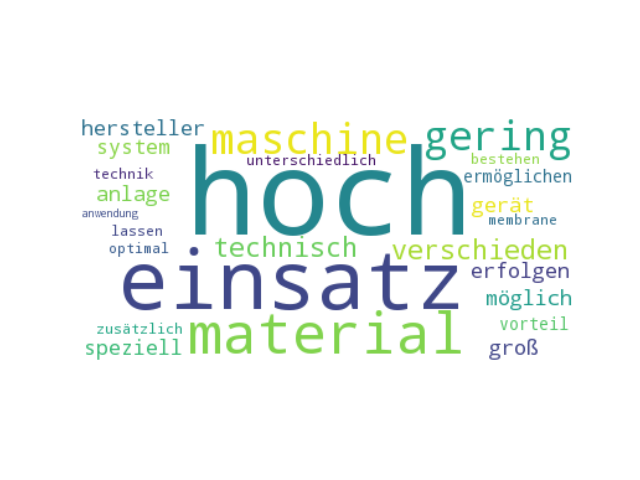 hersteller
maschine
gering
system
unterschiedlich
bestehen
technik
hoch
ermöglichen
anlage
gerät
anwendung
membrane
lassen
technisch
verschieden
optimal
einsatz
erfolgen
möglich
zusätzlich
material
vorteil
speziell
groß